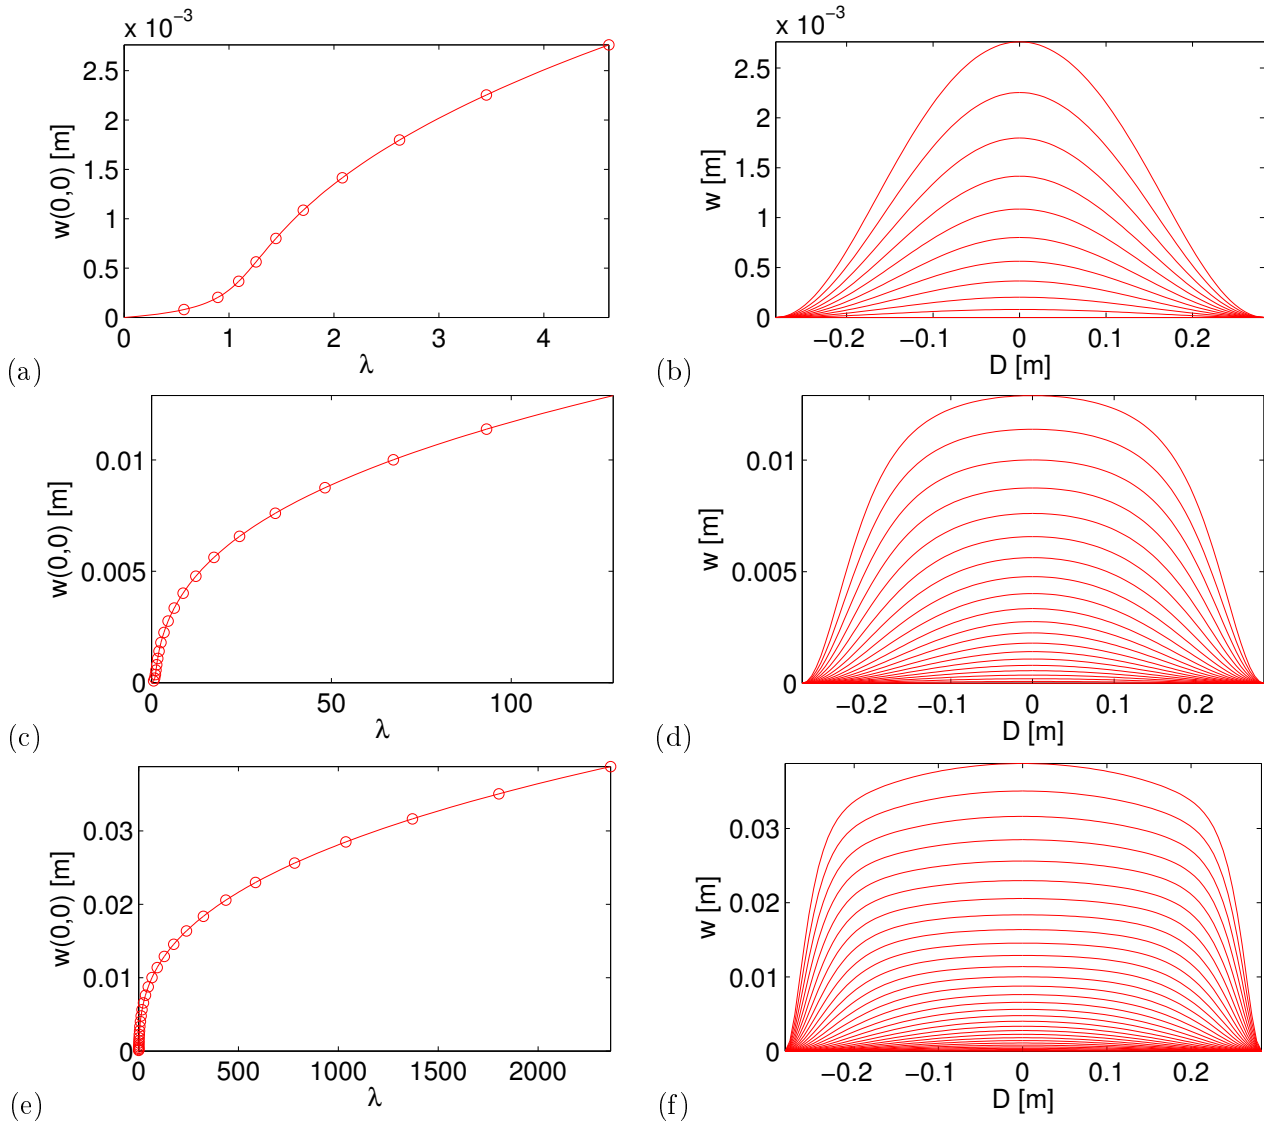 x 10⁻³
2.5
2
1.5
1
0.5
0
0 1 2 3 4
w(0,0) [m]
λ
(a)
x 10⁻³
2.5
2
1.5
1
0.5
0
−0.2 −0.1 0 0.1 0.2
w [m]
D [m]
(b)
0.01
0.005
0
0 50 100
w(0,0) [m]
λ
(c)
0.01
0.005
0
−0.2 −0.1 0 0.1 0.2
w [m]
D [m]
(d)
0.03
0.02
0.01
0
0 500 1000 1500 2000
w(0,0) [m]
λ
(e)
0.03
0.02
0.01
0
−0.2 −0.1 0 0.1 0.2
w [m]
D [m]
(f)